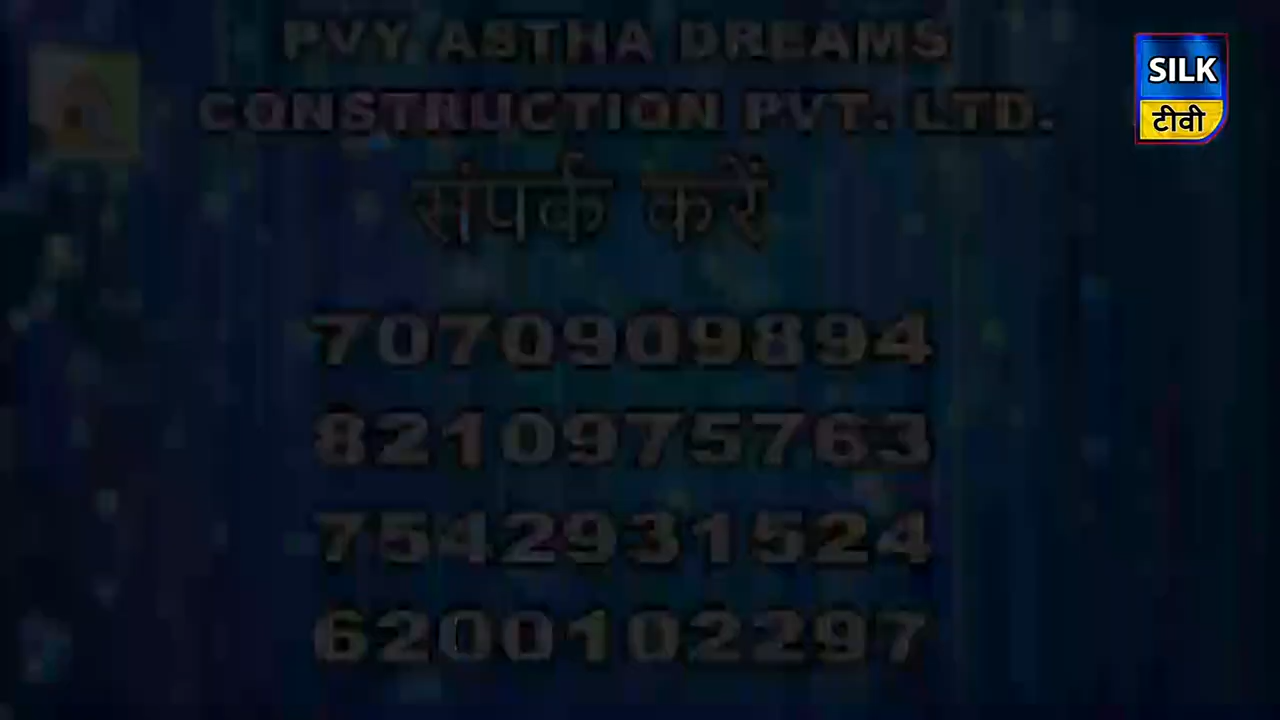 PVY ASTHA DREAMS
CONSTRUCTION PVT. LTD.
SILK
टीवी
संपर्क करें
7070909894
8210975763
7542931524
6200102297